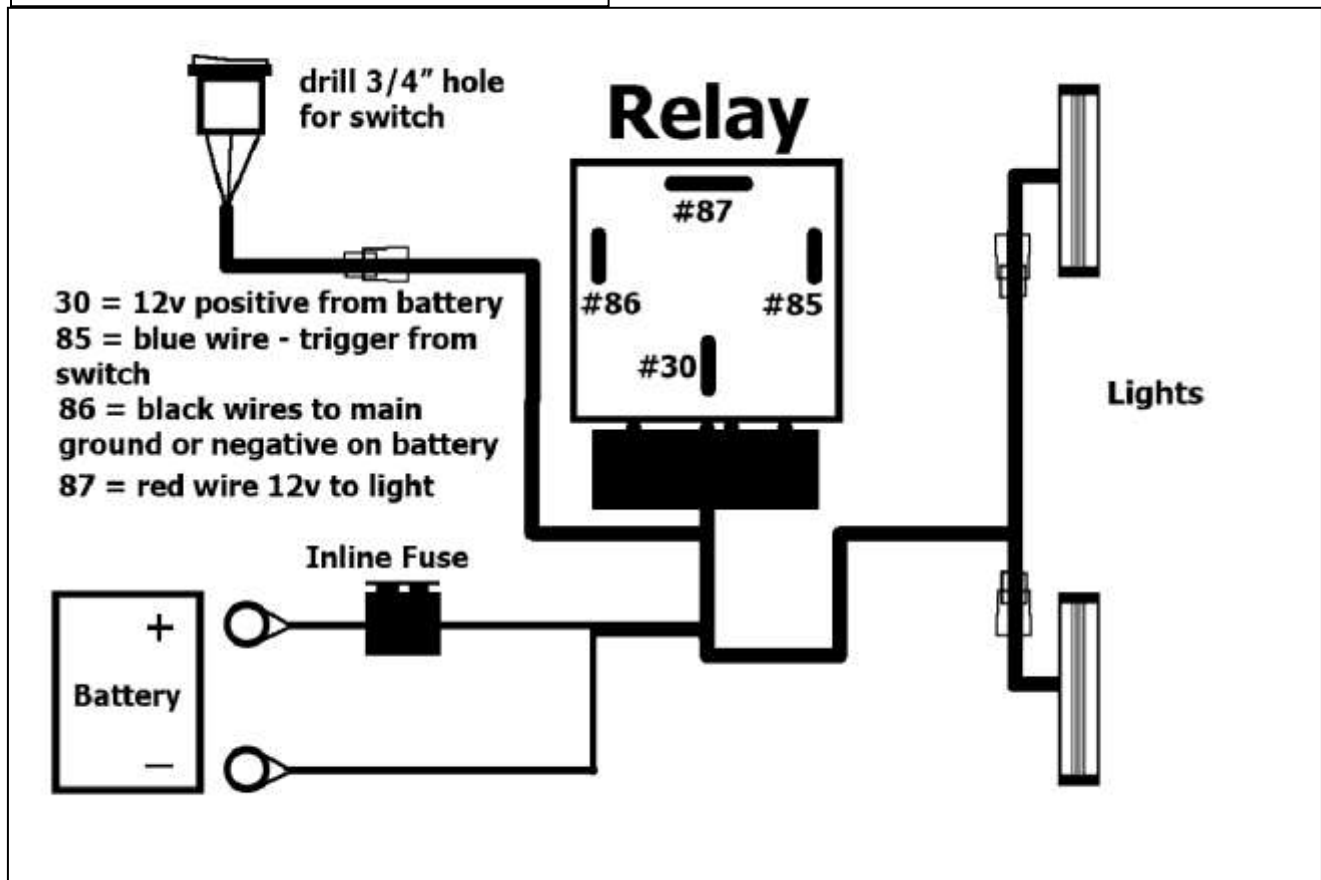 drill 3/4" hole
for switch
Relay
#87
#86
#85
#30
30 = 12v positive from battery
85 = blue wire - trigger from
switch
86 = black wires to main
ground or negative on battery
87 = red wire 12v to light
Lights
Inline Fuse
+
Battery
—